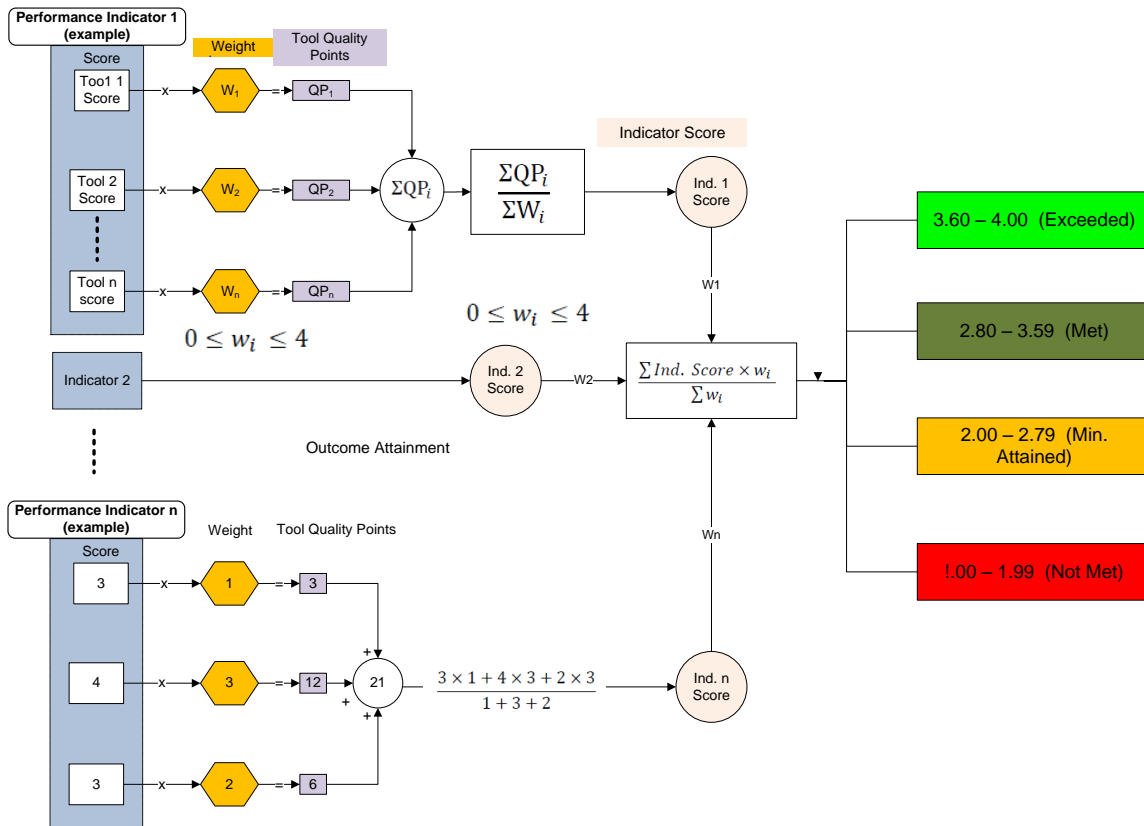 Performance Indicator 1
(example)
Score
Weight
Tool Quality
Points
Too1 1
Score
x
W₁
=
QP₁
Tool 2
Score
x
W₂
=
QP₂
Tool n
score
x
Wₙ
=
QPₙ
ΣQPᵢ
ΣQPᵢ
ΣWᵢ
Indicator Score
Ind. 1
Score
W1
0 ≤ wᵢ ≤ 4
0 ≤ wᵢ ≤ 4
Indicator 2
Ind. 2
Score
W2
∑ Ind. Score × wᵢ
∑ wᵢ
3.60 – 4.00 (Exceeded)
2.80 – 3.59 (Met)
2.00 – 2.79 (Min.
Attained)
!.00 – 1.99 (Not Met)
Outcome Attainment
Performance Indicator n
(example)
Score
Weight
Tool Quality Points
3
x
1
=
3
4
x
3
=
12
3
x
2
=
6
+
+
+
21
3 × 1 + 4 × 3 + 2 × 3
1 + 3 + 2
Ind. n
Score
Wn